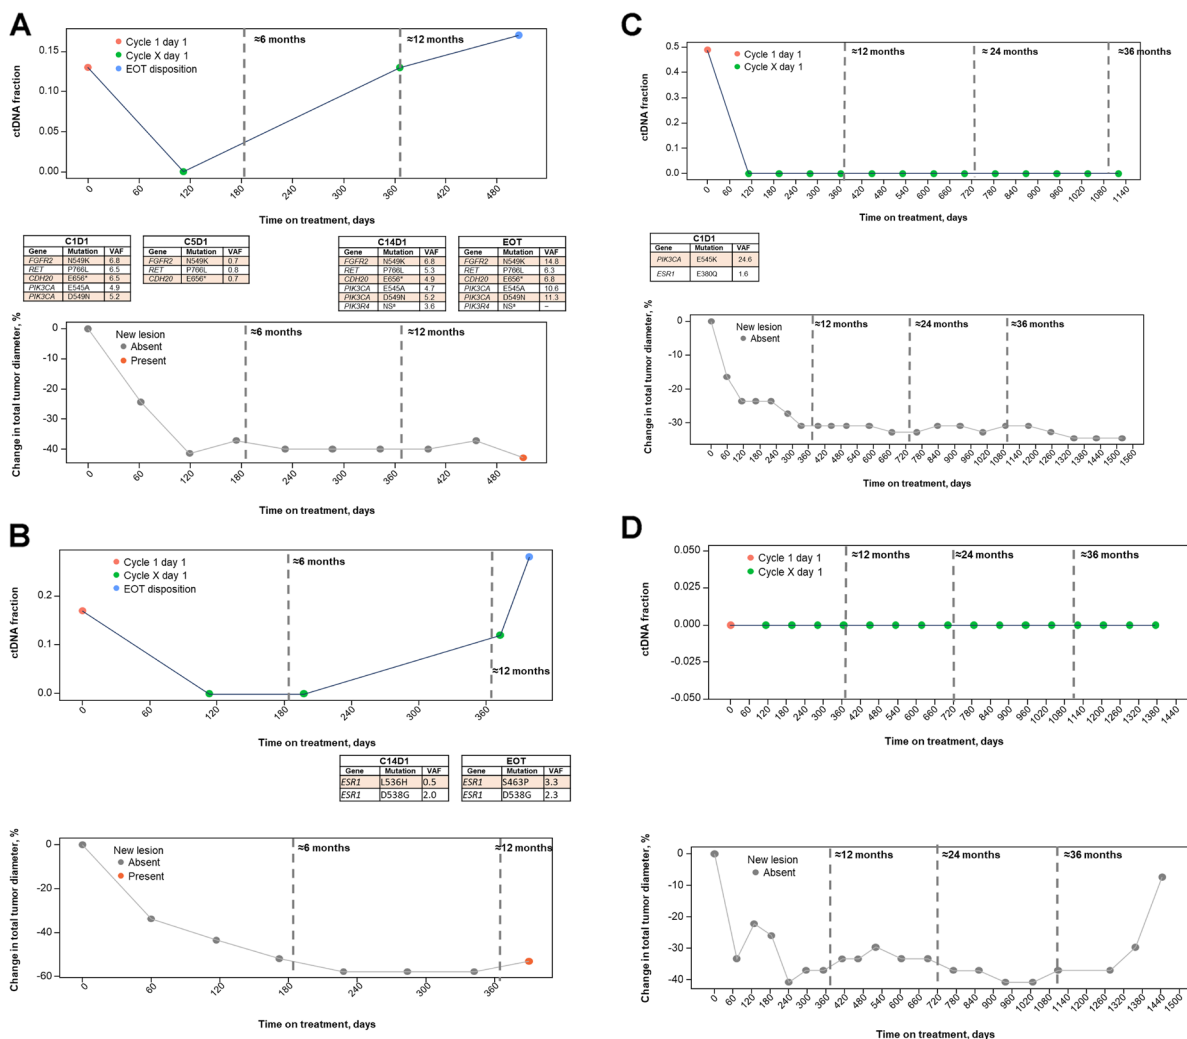 A
Cycle 1 day 1
Cycle X day 1
EOT disposition
≈6 months
≈12 months
ctDNA fraction
0.15
0.10
0.05
0.00
0 60 120 180 240 300 360 420 480
Time on treatment, days
C1D1
Gene Mutation VAF
FGFR2 N549K 6.8
RET P766L 6.5
CDH20 E656* 6.5
PIK3CA E545A 4.9
PIK3CA D549N 5.2
C5D1
Gene Mutation VAF
FGFR2 N549K 0.7
RET P766L 0.8
CDH20 E656* 0.7
C14D1
Gene Mutation VAF
FGFR2 N549K 6.8
RET P766L 5.3
CDH20 E656* 4.9
PIK3CA E545A 4.7
PIK3CA D549N 5.2
PIK3R4 NSª 3.6
EOT
Gene Mutation VAF
FGFR2 N549K 14.8
RET P766L 6.3
CDH20 E656* 6.8
PIK3CA E545A 10.6
PIK3CA D549N 11.3
PIK3R4 NSª –
Change in total tumor diameter, %
0
-10
-20
-30
-40
New lesion
Absent
Present
≈6 months
≈12 months
0 60 120 180 240 300 360 420 480
Time on treatment, days
B
Cycle 1 day 1
Cycle X day 1
EOT disposition
≈6 months
≈12 months
ctDNA fraction
0.2
0.1
0.0
0 60 120 180 240 300 360
Time on treatment, days
C14D1
Gene Mutation VAF
ESR1 L536H 0.5
ESR1 D538G 2.0
EOT
Gene Mutation VAF
ESR1 S463P 3.3
ESR1 D538G 2.3
Change in total tumor diameter, %
0
-20
-40
-60
New lesion
Absent
Present
≈6 months
≈12 months
0 60 120 180 240 300 360
Time on treatment, days
C
Cycle 1 day 1
Cycle X day 1
≈12 months
≈ 24 months
≈36 months
ctDNA fraction
0.5
0.4
0.3
0.2
0.1
0.0
0 60 120 180 240 300 360 420 480 540 600 660 720 780 840 900 960 1020 1080 1140
Time on treatment, days
C1D1
Gene Mutation VAF
PIK3CA E545K 24.6
ESR1 E380Q 1.6
Change in total tumor diameter, %
0
-10
-20
-30
New lesion
Absent
≈12 months
≈24 months
≈36 months
0 60 120 180 240 300 360 420 480 540 600 660 720 780 840 900 960 1020 1080 1140 1200 1260 1320 1380 1440 1500 1560
Time on treatment, days
D
Cycle 1 day 1
Cycle X day 1
≈12 months
≈24 months
≈36 months
ctDNA fraction
0.050
0.025
0.000
-0.025
-0.050
0 60 120 180 240 300 360 420 480 540 600 660 720 780 840 900 960 1020 1080 1140 1200 1260 1320 1380 1440
Time on treatment, days
Change in total tumor diameter, %
0
-10
-20
-30
-40
New lesion
Absent
≈12 months
≈24 months
≈36 months
0 60 120 180 240 300 360 420 480 540 600 660 720 780 840 900 960 1020 1080 1140 1200 1260 1320 1380 1440 1500
Time on treatment, days